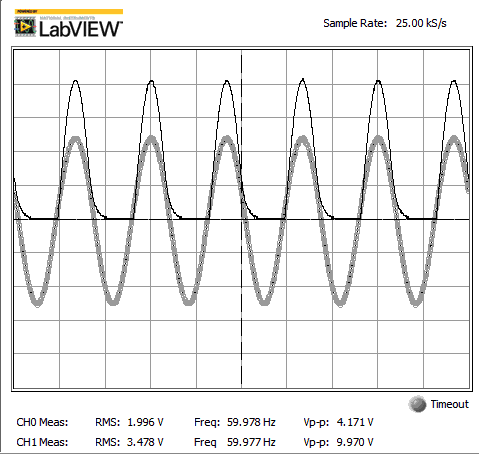 POWERED BY
NATIONAL INSTRUMENTS
LabVIEW™
Sample Rate: 25.00 kS/s
Timeout
CH0 Meas: RMS: 1.996 V Freq: 59.978 Hz Vp-p: 4.171 V
CH1 Meas: RMS: 3.478 V Freq 59.977 Hz Vp-p: 9.970 V